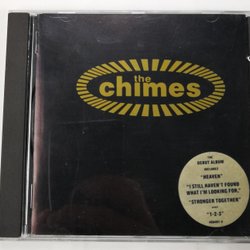 the
chimes
THE
DEBUT ALBUM
INCLUDES
"HEAVEN"
"I STILL HAVEN'T FOUND
WHAT I'M LOOKING FOR,"
"STRONGER TOGETHER"
AND
"1-2-3"